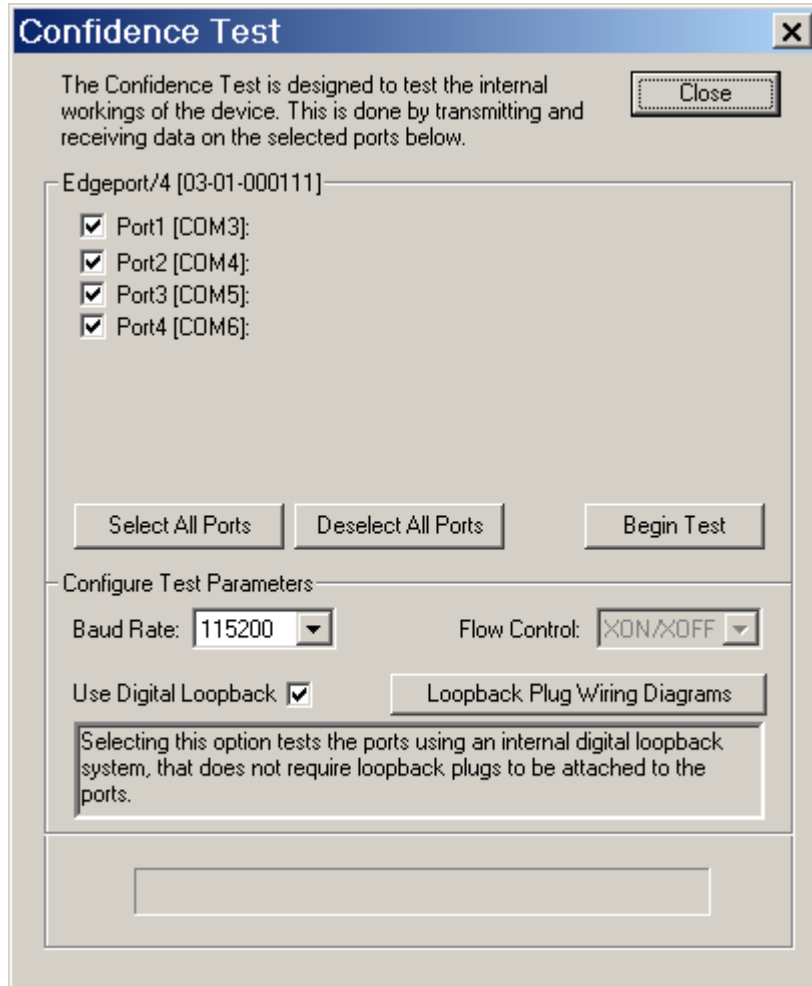 Confidence Test
The Confidence Test is designed to test the internal
workings of the device. This is done by transmitting and
receiving data on the selected ports below.
Close
Edgeport/4 [03-01-000111]
Port1 [COM3]:
Port2 [COM4]:
Port3 [COM5]:
Port4 [COM6]:
Select All Ports
Deselect All Ports
Begin Test
Configure Test Parameters
Baud Rate: 115200
Flow Control: XON/XOFF
Use Digital Loopback
Loopback Plug Wiring Diagrams
Selecting this option tests the ports using an internal digital loopback
system, that does not require loopback plugs to be attached to the
ports.